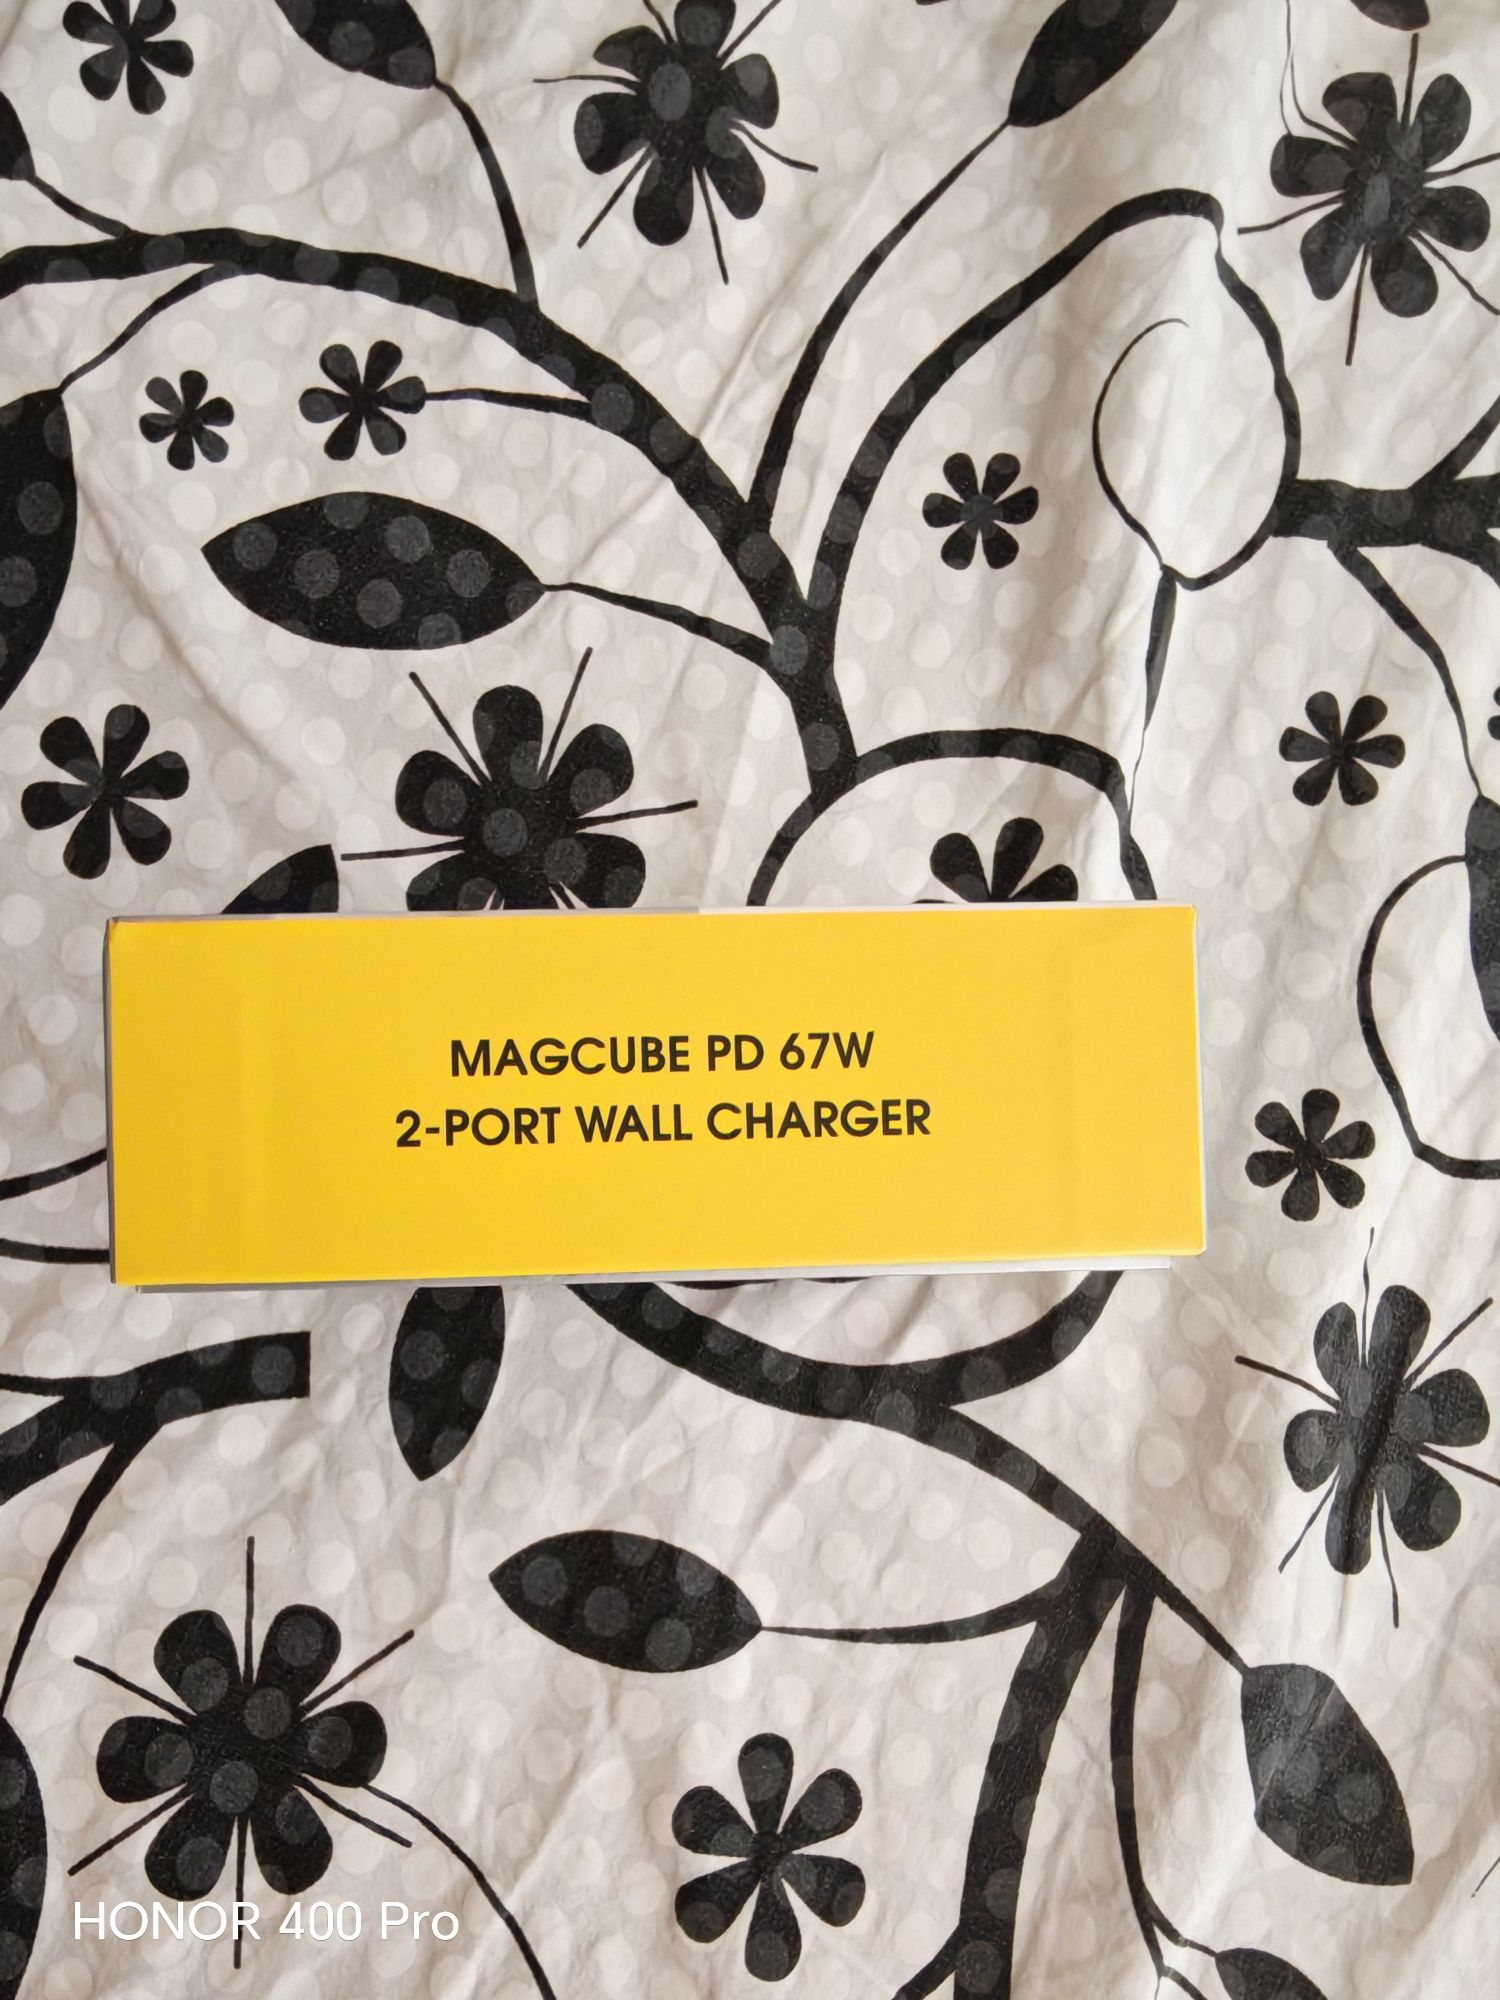 MAGCUBE PD 67W
2-PORT WALL CHARGER
HONOR 400 Pro